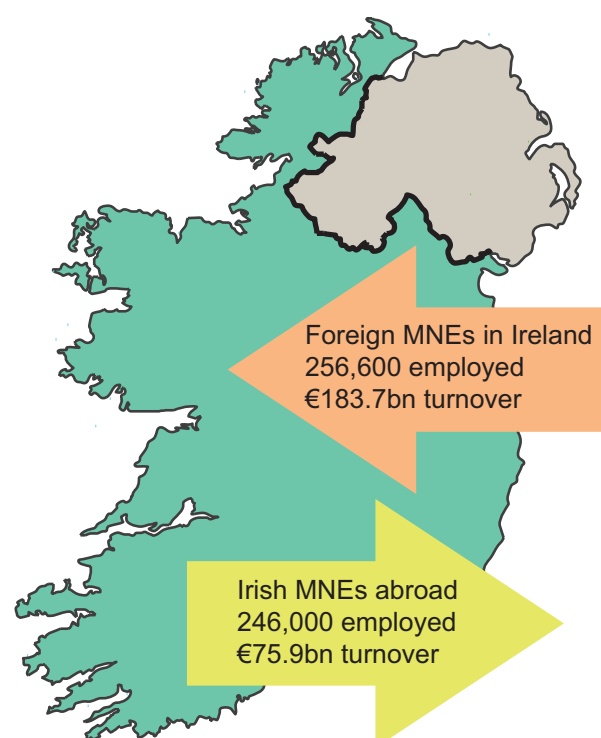 Foreign MNEs in Ireland
256,600 employed
€183.7bn turnover
Irish MNEs abroad
246,000 employed
€75.9bn turnover